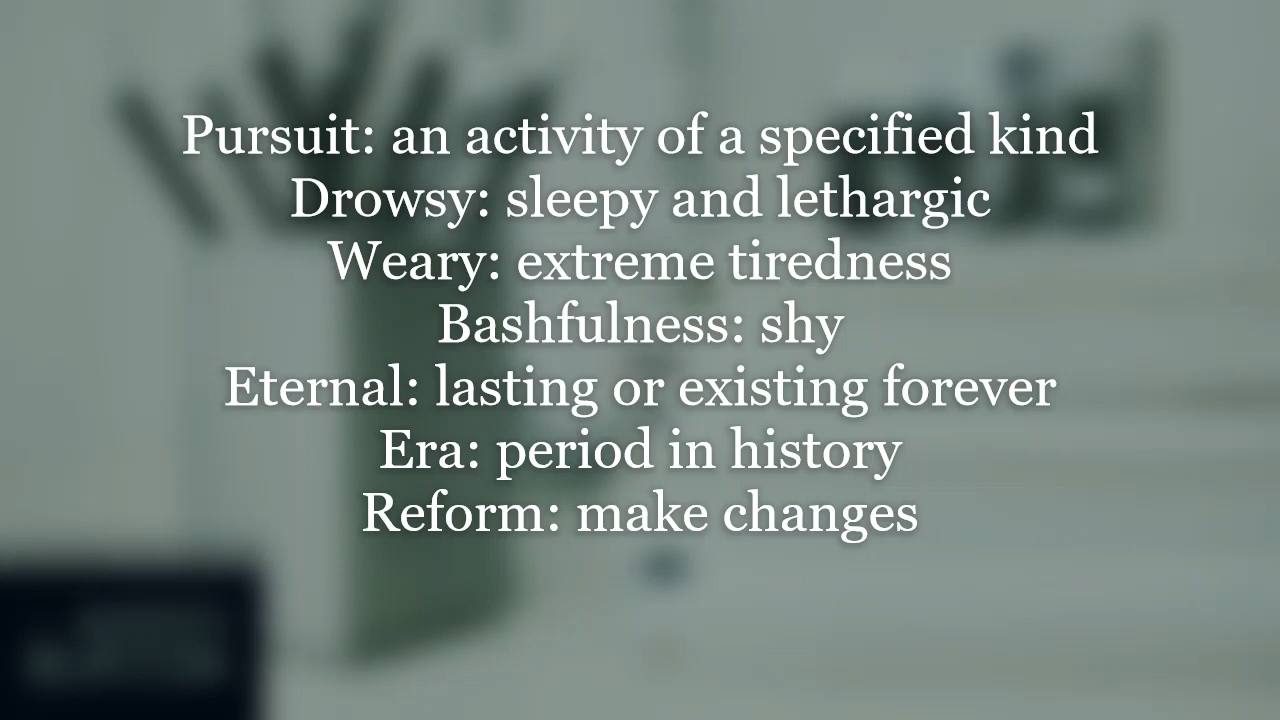 Pursuit: an activity of a specified kind
Drowsy: sleepy and lethargic
Weary: extreme tiredness
Bashfulness: shy
Eternal: lasting or existing forever
Era: period in history
Reform: make changes